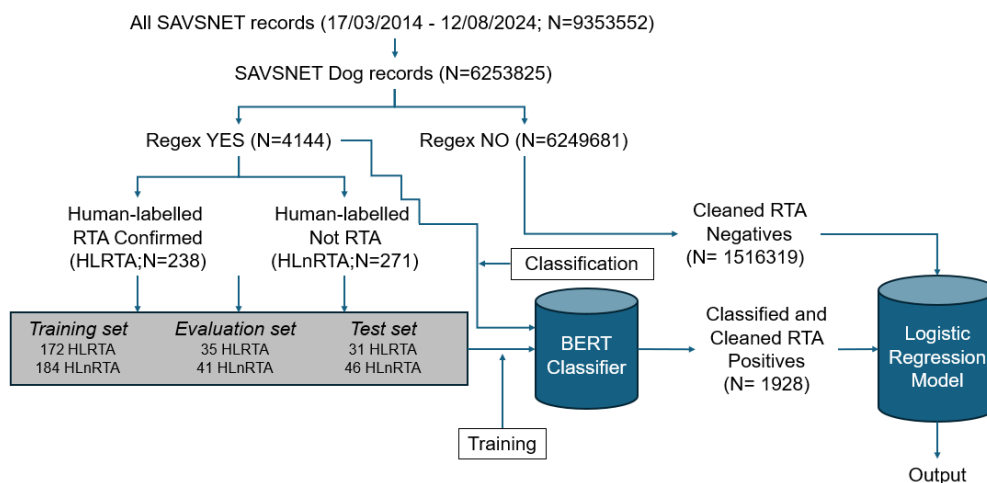 All SAVSNET records (17/03/2014 - 12/08/2024; N=9353552)
SAVSNET Dog records (N=6253825)
Regex YES (N=4144)
Regex NO (N=6249681)
Human-labelled
RTA Confirmed
(HLRTA;N=238)
Human-labelled
Not RTA
(HLnRTA;N=271)
Cleaned RTA
Negatives
(N= 1516319)
Classification
Training set
172 HLRTA
184 HLnRTA
Evaluation set
35 HLRTA
41 HLnRTA
Test set
31 HLRTA
46 HLnRTA
BERT
Classifier
Classified and
Cleaned RTA
Positives
(N= 1928)
Logistic
Regression
Model
Training
Output